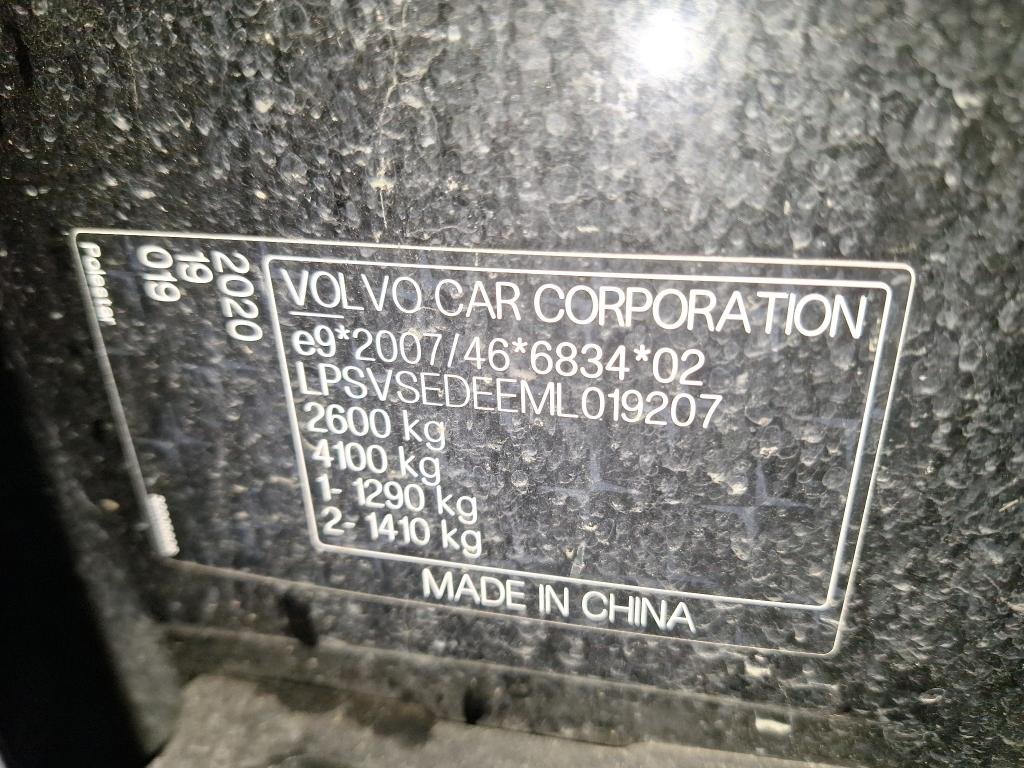 VOLVO CAR CORPORATION
e9*2007/46*6834*02
LPSVSEDEEML019207
2600 kg
4100 kg
1- 1290 kg
2- 1410 kg
MADE IN CHINA
2020
19
019
Polestar